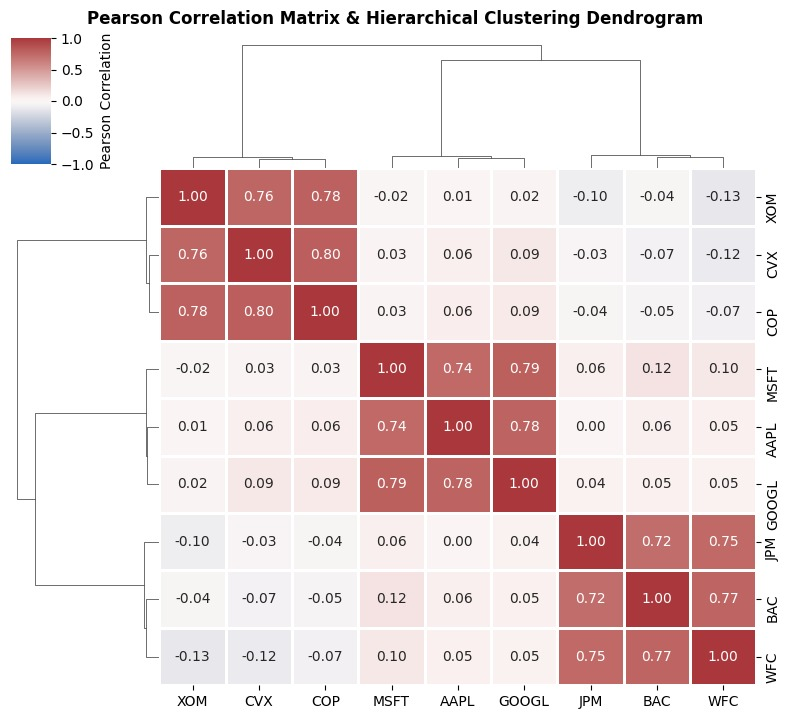 Pearson Correlation Matrix & Hierarchical Clustering Dendrogram
1.0
0.5
0.0
−0.5
−1.0
Pearson Correlation
1.00 0.76 0.78 -0.02 0.01 0.02 -0.10 -0.04 -0.13 XOM
0.76 1.00 0.80 0.03 0.06 0.09 -0.03 -0.07 -0.12 CVX
0.78 0.80 1.00 0.03 0.06 0.09 -0.04 -0.05 -0.07 COP
-0.02 0.03 0.03 1.00 0.74 0.79 0.06 0.12 0.10 MSFT
0.01 0.06 0.06 0.74 1.00 0.78 0.00 0.06 0.05 AAPL
0.02 0.09 0.09 0.79 0.78 1.00 0.04 0.05 0.05 GOOGL
-0.10 -0.03 -0.04 0.06 0.00 0.04 1.00 0.72 0.75 JPM
-0.04 -0.07 -0.05 0.12 0.06 0.05 0.72 1.00 0.77 BAC
-0.13 -0.12 -0.07 0.10 0.05 0.05 0.75 0.77 1.00 WFC
XOM CVX COP MSFT AAPL GOOGL JPM BAC WFC